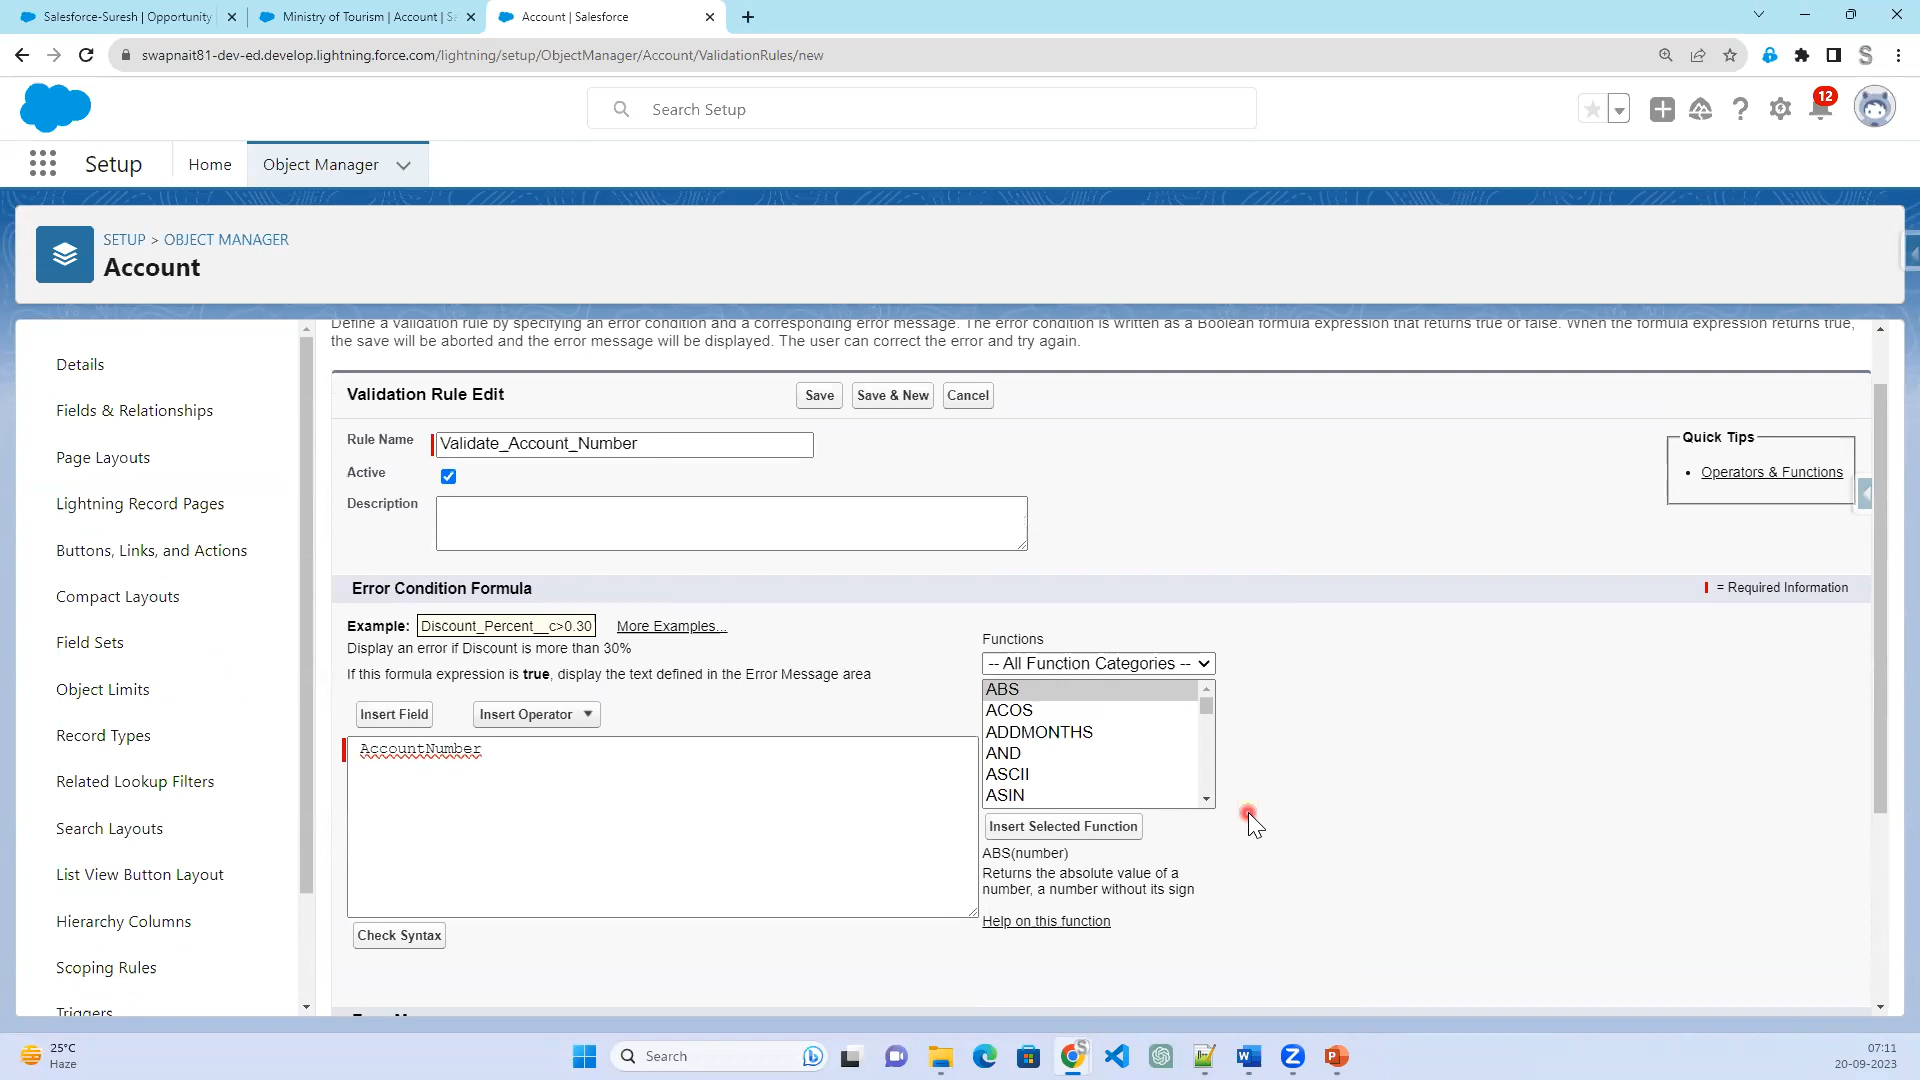 Salesforce-Suresh | Opportunity
Ministry of Tourism | Account | Sa
Account | Salesforce
swapnait81-dev-ed.develop.lightning.force.com/lightning/setup/ObjectManager/Account/ValidationRules/new
Search Setup
12
Setup
Home
Object Manager
SETUP > OBJECT MANAGER
Account
Details
Fields & Relationships
Page Layouts
Lightning Record Pages
Buttons, Links, and Actions
Compact Layouts
Field Sets
Object Limits
Record Types
Related Lookup Filters
Search Layouts
List View Button Layout
Hierarchy Columns
Scoping Rules
Triggers
Define a validation rule by specifying an error condition and a corresponding error message. The error condition is written as a Boolean formula expression that returns true or false. When the formula expression returns true,
the save will be aborted and the error message will be displayed. The user can correct the error and try again.
Validation Rule Edit
Save
Save & New
Cancel
Rule Name
Validate_Account_Number
Active
Description
Quick Tips
• Operators & Functions
Error Condition Formula
= Required Information
Example: Discount_Percent__c>0.30 More Examples...
Display an error if Discount is more than 30%
If this formula expression is true, display the text defined in the Error Message area
Insert Field
Insert Operator
AccountNumber
Check Syntax
Functions
-- All Function Categories --
ABS
ACOS
ADDMONTHS
AND
ASCII
ASIN
Insert Selected Function
ABS(number)
Returns the absolute value of a
number, a number without its sign
Help on this function
25°C
Haze
Search
07:11
20-09-2023